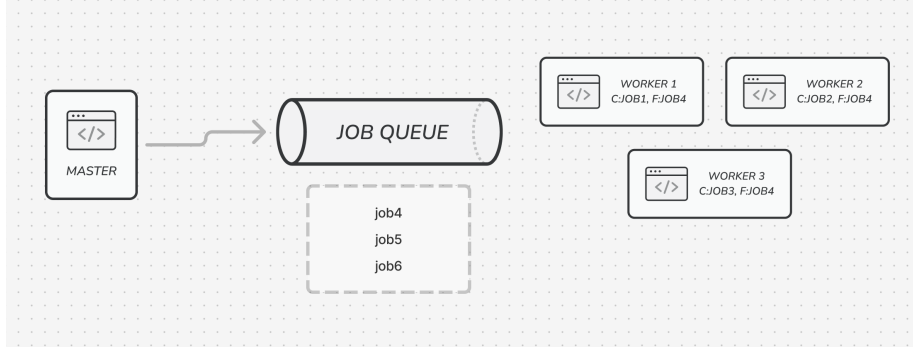 MASTER
JOB QUEUE
job4
job5
job6
WORKER 1
C:JOB1, F:JOB4
WORKER 2
C:JOB2, F:JOB4
WORKER 3
C:JOB3, F:JOB4